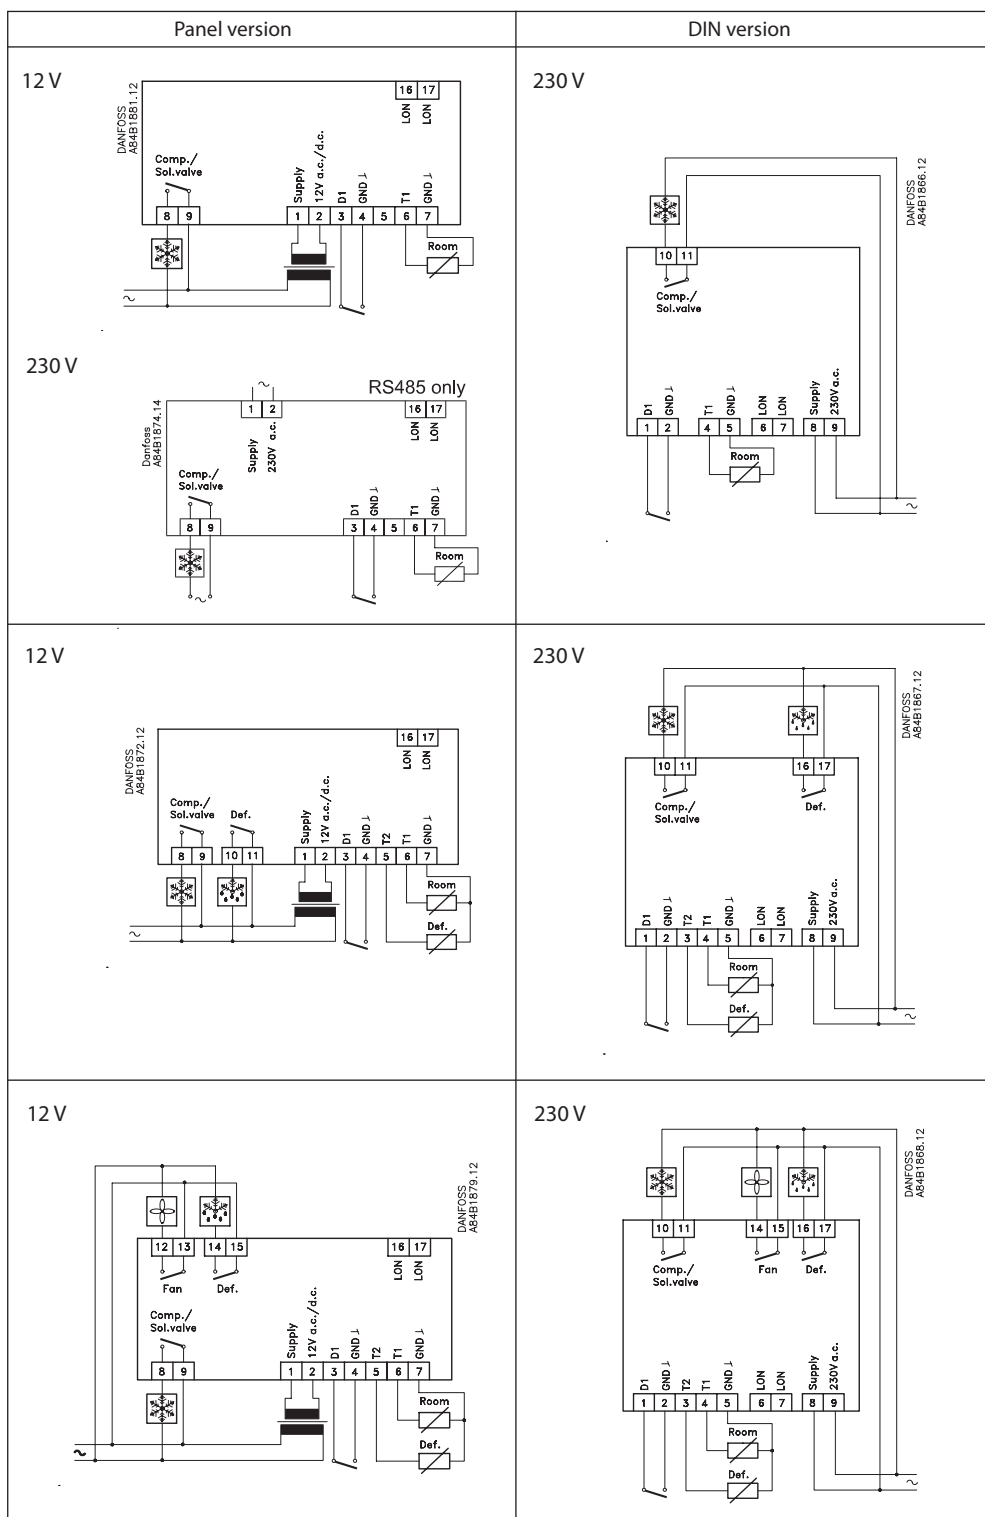 Panel version
DIN version
12 V
DANFOSS
A84B1881.12
16 17
LON
LON
Comp./
Sol.valve
Supply
12V a.c./d.c.
D1
GND
T1
GND
8 9
1 2 3 4 5 6 7
Room
~
230 V
~
RS485 only
Danfoss
A84B1874.14
1 2
16 17
Supply
230V a.c.
LON
LON
Comp./
Sol.valve
D1
GND
T1
GND
8 9
3 4 5 6 7
Room
~
230 V
DANFOSS
A84B1866.12
10 11
Comp./
Sol.valve
D1
GND
T1
GND
LON
LON
Supply
230V a.c.
1 2
4 5
6 7
8 9
Room
~
12 V
DANFOSS
A84B1872.12
16 17
LON
LON
Comp./
Sol.valve
Def.
Supply
12V a.c./d.c.
D1
GND
T2
T1
GND
8 9
10 11
1 2 3 4 5 6 7
Room
Def.
~
230 V
DANFOSS
A84B1867.12
10 11
16 17
Comp./
Sol.valve
Def.
D1
GND
T2
T1
GND
LON
LON
Supply
230V a.c.
1 2 3 4 5
6 7
8 9
Room
Def.
~
12 V
DANFOSS
A84B1879.12
12 13
14 15
16 17
Fan
Def.
LON
LON
Comp./
Sol.valve
Supply
12V a.c./d.c.
D1
GND
T2
T1
GND
8 9
1 2 3 4 5 6 7
Room
Def.
~
230 V
DANFOSS
A84B1868.12
10 11
14 15
16 17
Comp./
Sol.valve
Fan
Def.
D1
GND
T2
T1
GND
LON
LON
Supply
230V a.c.
1 2 3 4 5
6 7
8 9
Room
Def.
~